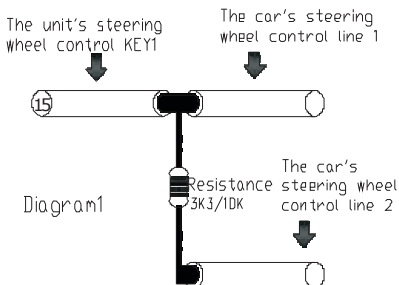 The unit's steering
wheel control KEY1
The car's steering
wheel control line 1
15
Resistance
3K3/1DK
Diagram1
The car's
steering wheel
control line 2